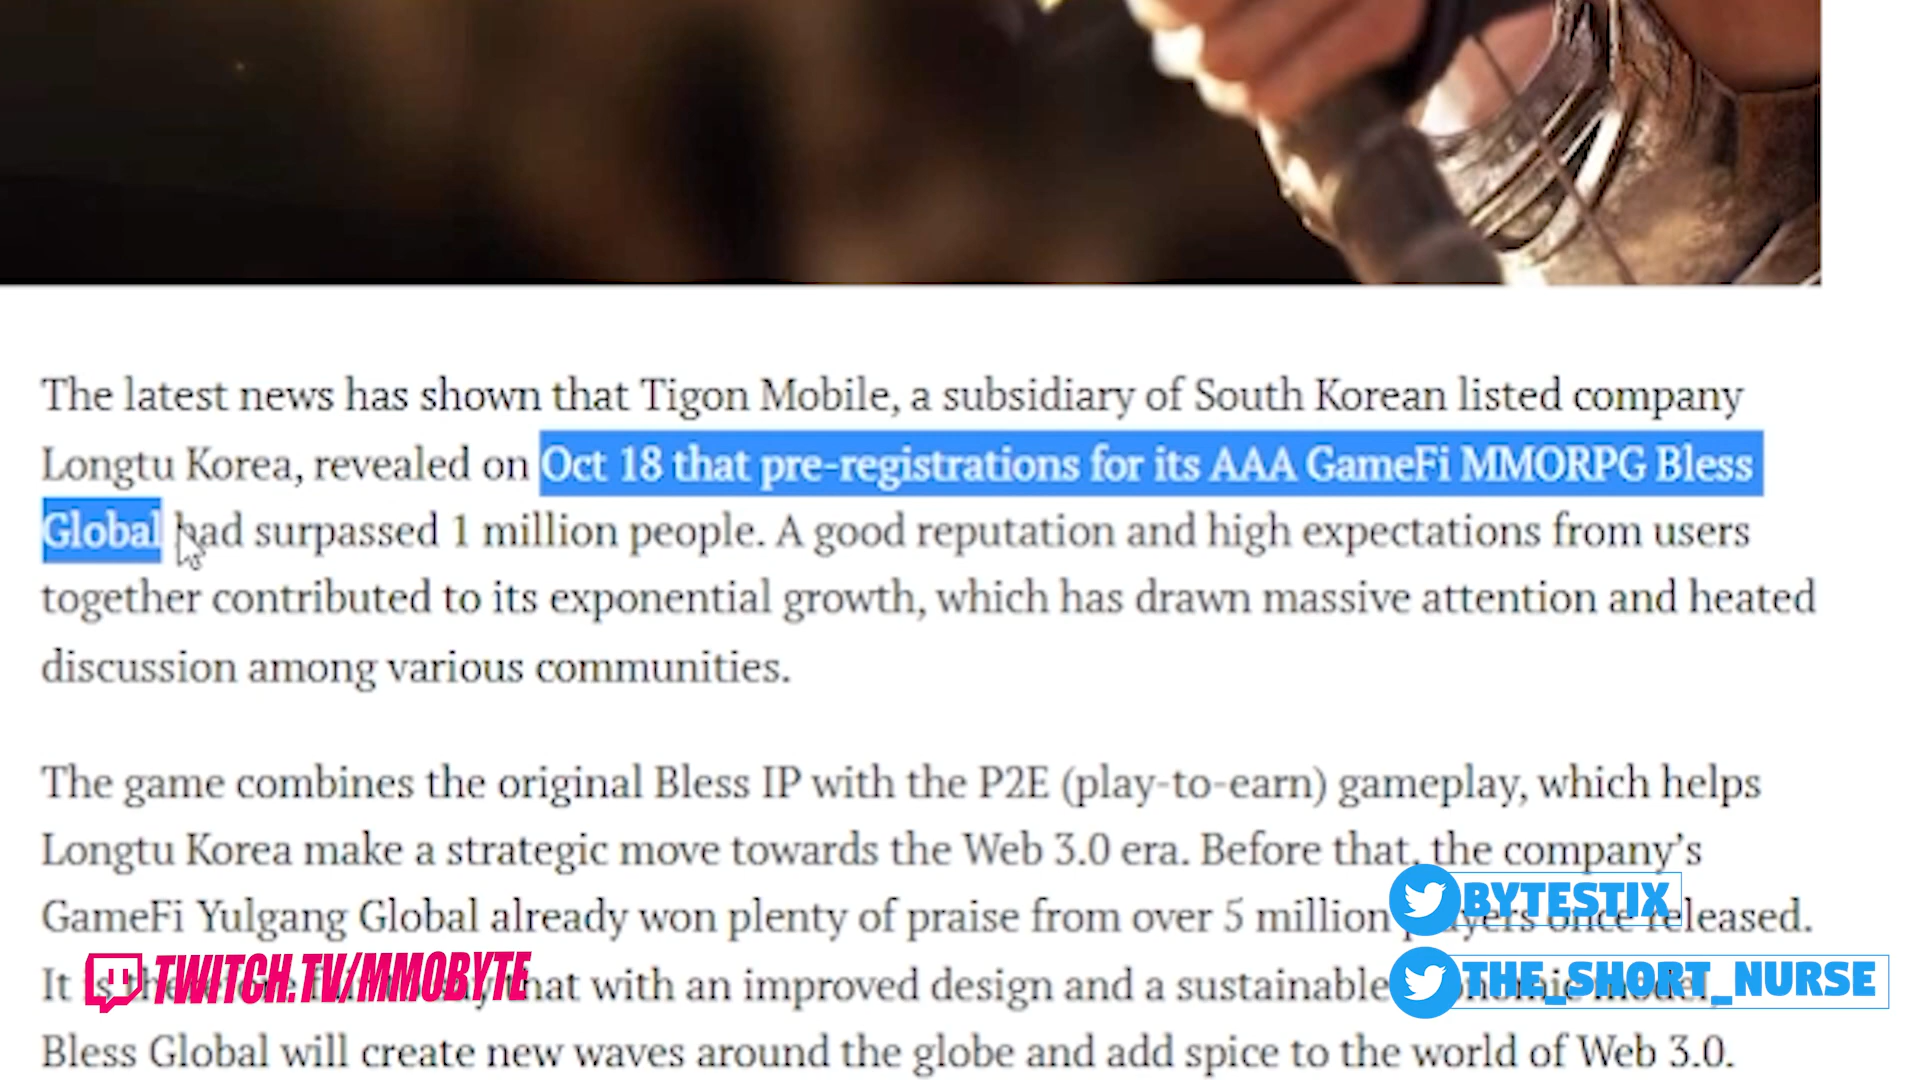 The latest news has shown that Tigon Mobile, a subsidiary of South Korean listed company
Longtu Korea, revealed on Oct 18 that pre-registrations for its AAA GameFi MMORPG Bless
Global had surpassed 1 million people. A good reputation and high expectations from users
together contributed to its exponential growth, which has drawn massive attention and heated
discussion among various communities.
The game combines the original Bless IP with the P2E (play-to-earn) gameplay, which helps
Longtu Korea make a strategic move towards the Web 3.0 era. Before that, the company's
GameFi Yulgang Global already won plenty of praise from over 5 million players once released.
BYTESTIX
It is that with an improved design and a sustainable
TWITCH.TV/MMOBYTE
THE_SHORT_NURSE
Bless Global will create new waves around the globe and add spice to the world of Web 3.0.